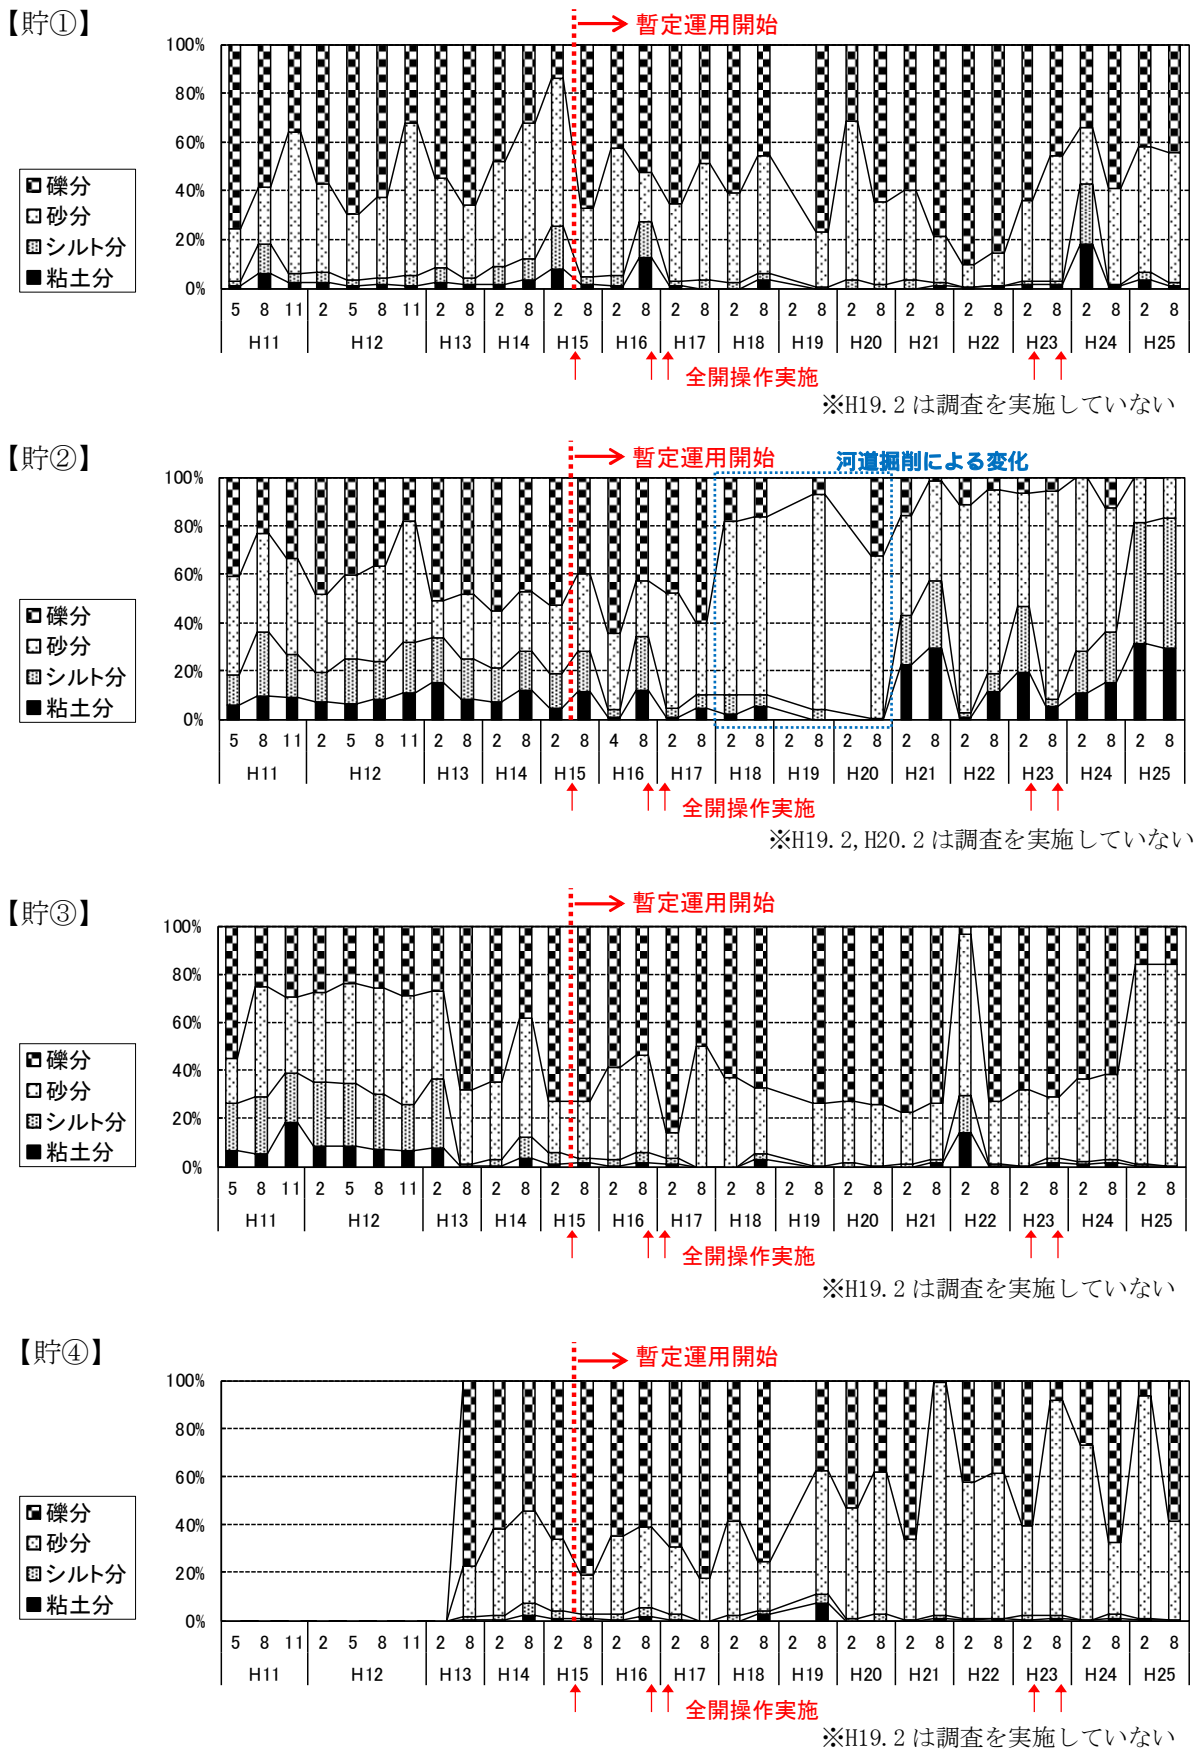 【貯①】
暫定運用開始
100%
80%
60%
40%
20%
0%
礫分
砂分
シルト分
粘土分
5 8 11 2 5 8 11 2 8 2 8 2 8 2 8 2 8 2 8 2 8 2 8 2 8 2 8 2 8 2 8 2 8
H11 H12 H13 H14 H15 H16 H17 H18 H19 H20 H21 H22 H23 H24 H25
全開操作実施
※H19.2は調査を実施していない
【貯②】
暫定運用開始
河道掘削による変化
100%
80%
60%
40%
20%
0%
礫分
砂分
シルト分
粘土分
5 8 11 2 5 8 11 2 8 2 8 2 8 4 8 2 8 2 8 2 8 2 8 2 8 2 8 2 8 2 8 2 8
H11 H12 H13 H14 H15 H16 H17 H18 H19 H20 H21 H22 H23 H24 H25
全開操作実施
※H19.2,H20.2は調査を実施していない
【貯③】
暫定運用開始
100%
80%
60%
40%
20%
0%
礫分
砂分
シルト分
粘土分
5 8 11 2 5 8 11 2 8 2 8 2 8 2 8 2 8 2 8 2 8 2 8 2 8 2 8 2 8 2 8 2 8
H11 H12 H13 H14 H15 H16 H17 H18 H19 H20 H21 H22 H23 H24 H25
全開操作実施
※H19.2は調査を実施していない
【貯④】
暫定運用開始
100%
80%
60%
40%
20%
0%
礫分
砂分
シルト分
粘土分
5 8 11 2 5 8 11 2 8 2 8 2 8 2 8 2 8 2 8 2 8 2 8 2 8 2 8 2 8 2 8 2 8
H11 H12 H13 H14 H15 H16 H17 H18 H19 H20 H21 H22 H23 H24 H25
全開操作実施
※H19.2は調査を実施していない